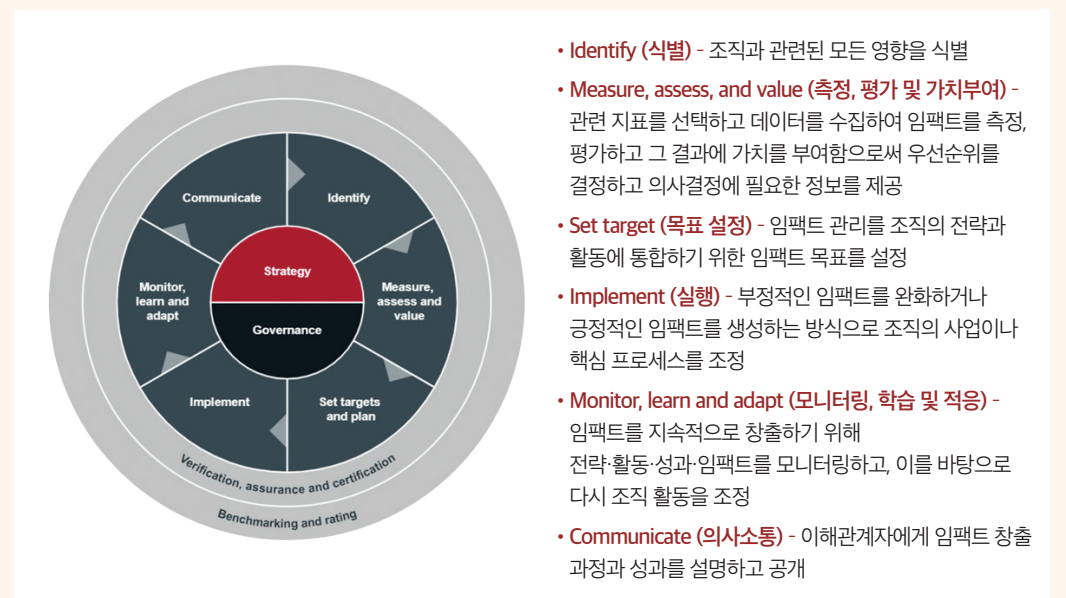 Communicate
Identify
Strategy
Monitor,
learn and
adapt
Measure,
assess and
value
Governance
Implement
Set targets
and plan
Verification, assurance and certification
Benchmarking and rating
• Identify (식별) - 조직과 관련된 모든 영향을 식별
• Measure, assess, and value (측정, 평가 및 가치부여) -
관련 지표를 선택하고 데이터를 수집하여 임팩트를 측정,
평가하고 그 결과에 가치를 부여함으로써 우선순위를
결정하고 의사결정에 필요한 정보를 제공
• Set target (목표 설정) - 임팩트 관리를 조직의 전략과
활동에 통합하기 위한 임팩트 목표를 설정
• Implement (실행) - 부정적인 임팩트를 완화하거나
긍정적인 임팩트를 생성하는 방식으로 조직의 사업이나
핵심 프로세스를 조정
• Monitor, learn and adapt (모니터링, 학습 및 적응) -
임팩트를 지속적으로 창출하기 위해
전략·활동·성과·임팩트를 모니터링하고, 이를 바탕으로
다시 조직 활동을 조정
• Communicate (의사소통) - 이해관계자에게 임팩트 창출
과정과 성과를 설명하고 공개